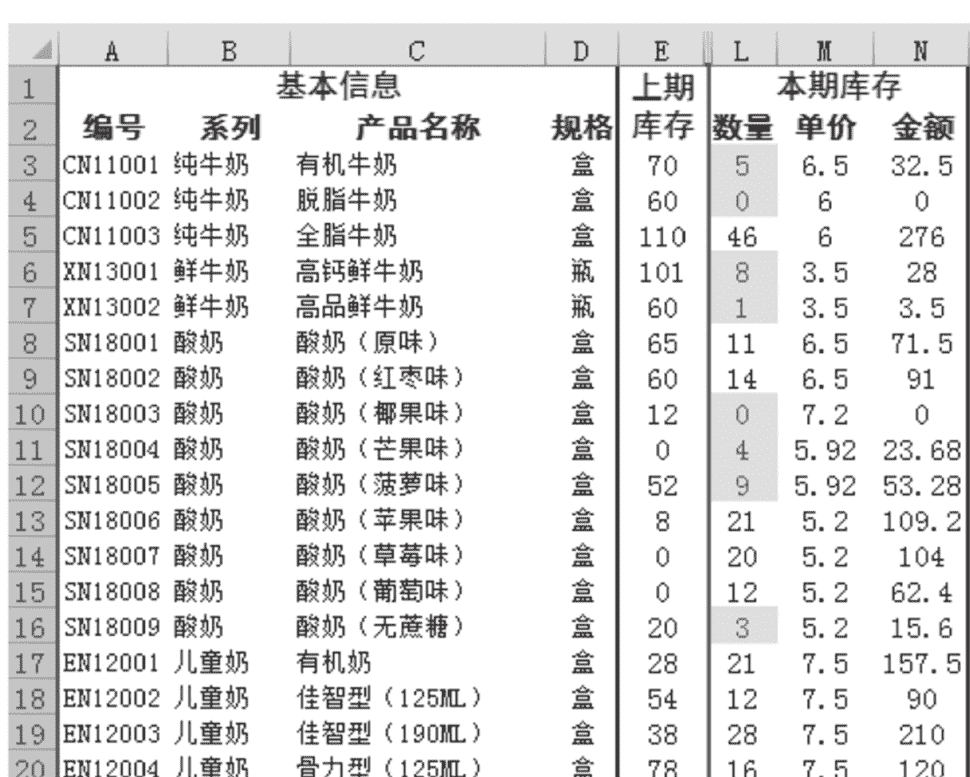 A B C D E L M N
1 基本信息 上期 本期库存
2 编号 系列 产品名称 规格 库存 数量 单价 金额
3 CN11001 纯牛奶 有机牛奶 盒 70 5 6.5 32.5
4 CN11002 纯牛奶 脱脂牛奶 盒 60 0 6 0
5 CN11003 纯牛奶 全脂牛奶 盒 110 46 6 276
6 XN13001 鲜牛奶 高钙鲜牛奶 瓶 101 8 3.5 28
7 XN13002 鲜牛奶 高品鲜牛奶 瓶 60 1 3.5 3.5
8 SN18001 酸奶 酸奶（原味） 盒 65 11 6.5 71.5
9 SN18002 酸奶 酸奶（红枣味） 盒 60 14 6.5 91
10 SN18003 酸奶 酸奶（椰果味） 盒 12 0 7.2 0
11 SN18004 酸奶 酸奶（芒果味） 盒 0 4 5.92 23.68
12 SN18005 酸奶 酸奶（菠萝味） 盒 52 9 5.92 53.28
13 SN18006 酸奶 酸奶（苹果味） 盒 8 21 5.2 109.2
14 SN18007 酸奶 酸奶（草莓味） 盒 0 20 5.2 104
15 SN18008 酸奶 酸奶（葡萄味） 盒 0 12 5.2 62.4
16 SN18009 酸奶 酸奶（无蔗糖） 盒 20 3 5.2 15.6
17 EN12001 儿童奶 有机奶 盒 28 21 7.5 157.5
18 EN12002 儿童奶 佳智型（125ML） 盒 54 12 7.5 90
19 EN12003 儿童奶 佳智型（190ML） 盒 38 28 7.5 210
20 EN12004 儿童奶 骨力型（125ML） 盒 78 16 7.5 120